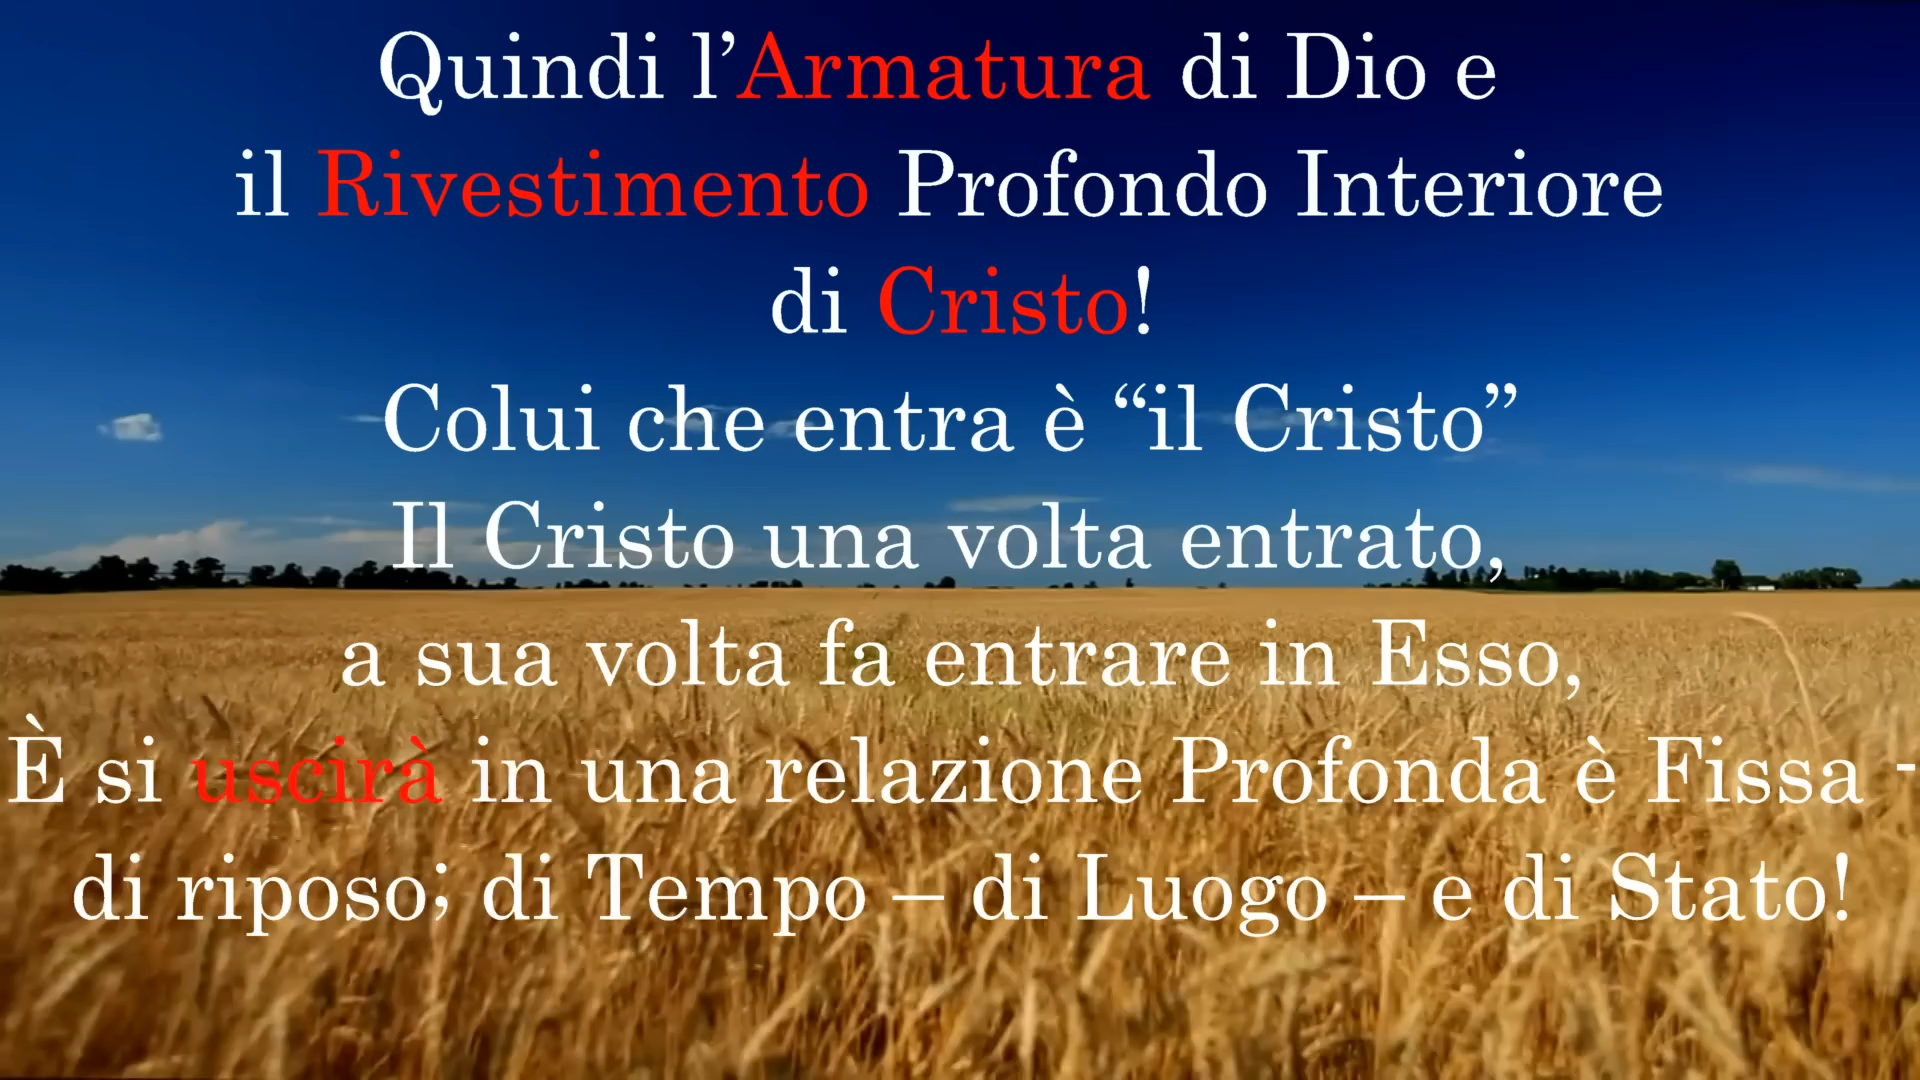 Quindi l’Armatura di Dio e
il Rivestimento Profondo Interiore
di Cristo!
Colui che entra è “il Cristo”
Il Cristo una volta entrato,
a sua volta fa entrare in Esso,
È si uscirà in una relazione Profonda è Fissa -
di riposo; di Tempo – di Luogo – e di Stato!